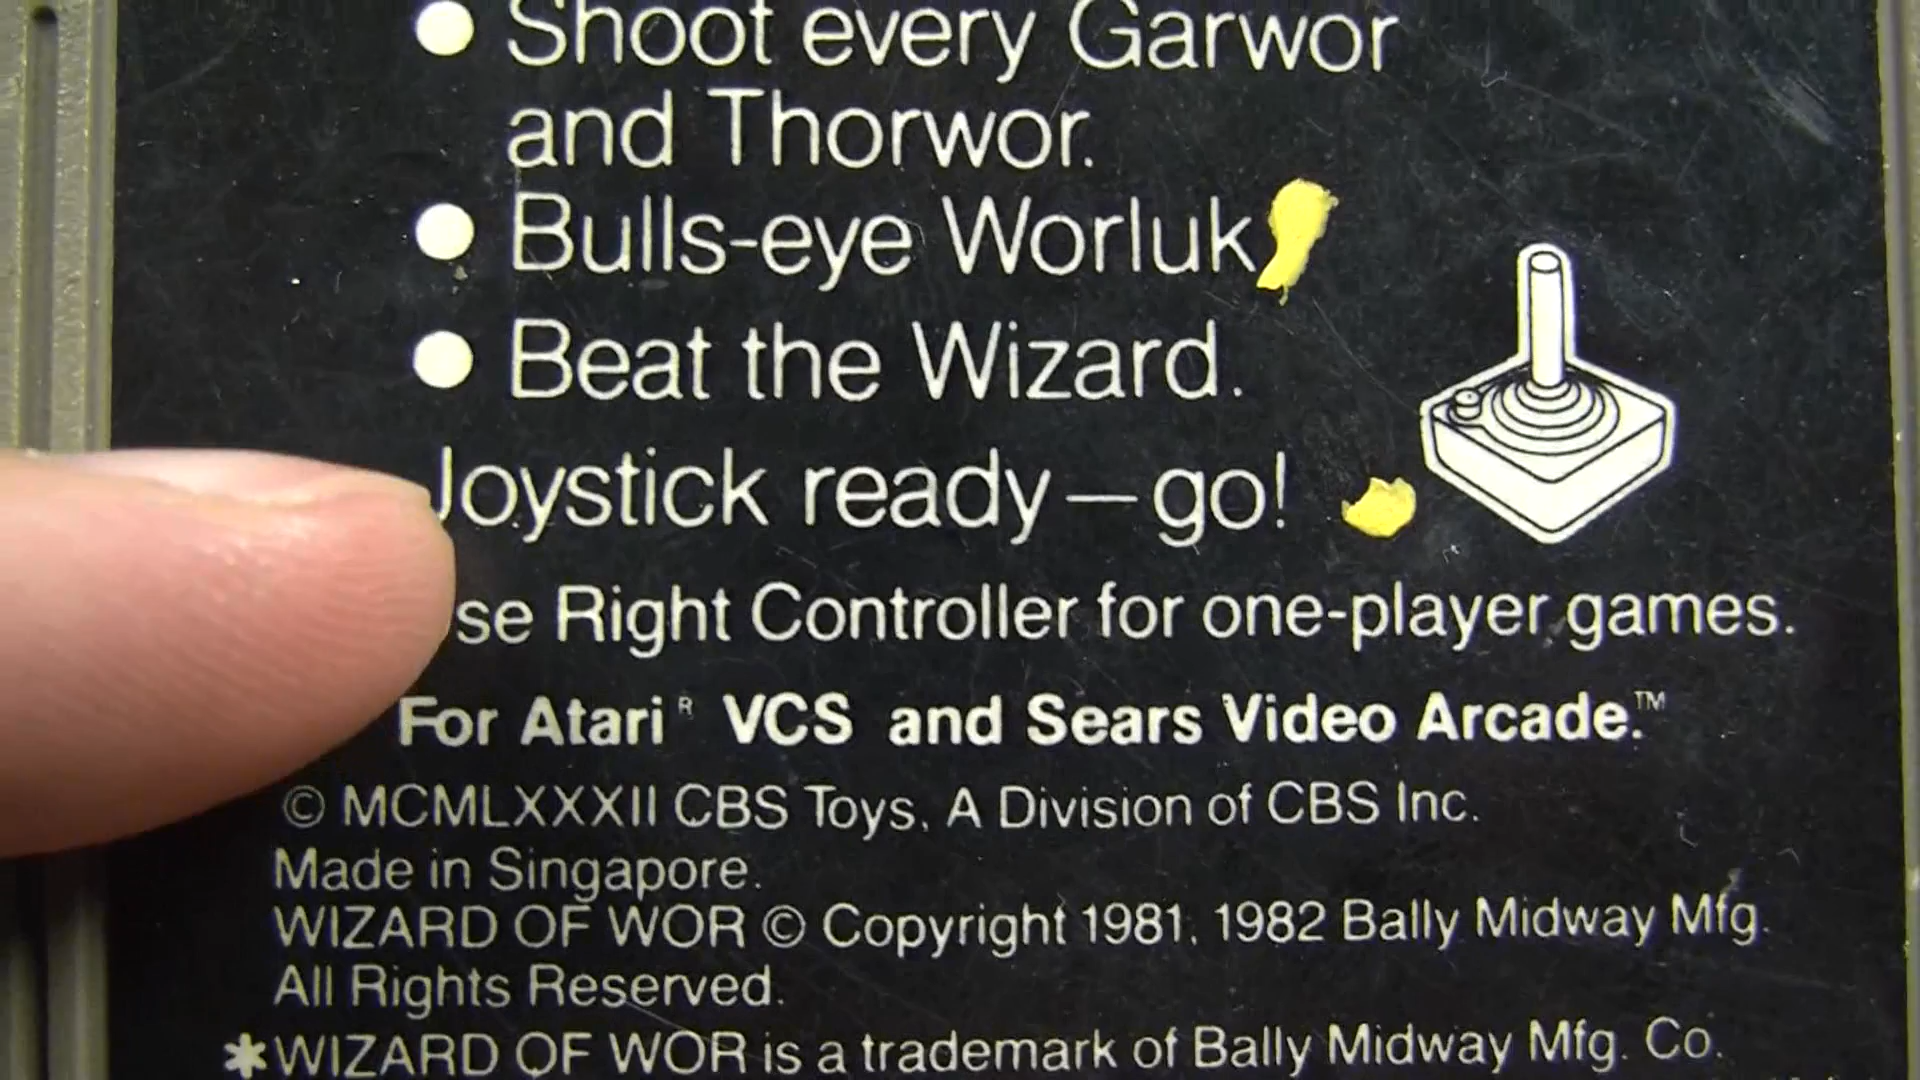 ● Shoot every Garwor
and Thorwor.
● Bulls-eye Worluk
● Beat the Wizard.
Joystick ready — go!
se Right Controller for one-player games.
For Atari® VCS and Sears Video Arcade.™
© MCMLXXXII CBS Toys, A Division of CBS Inc.
Made in Singapore.
WIZARD OF WOR © Copyright 1981, 1982 Bally Midway Mfg.
All Rights Reserved.
*WIZARD OF WOR is a trademark of Bally Midway Mfg. Co.